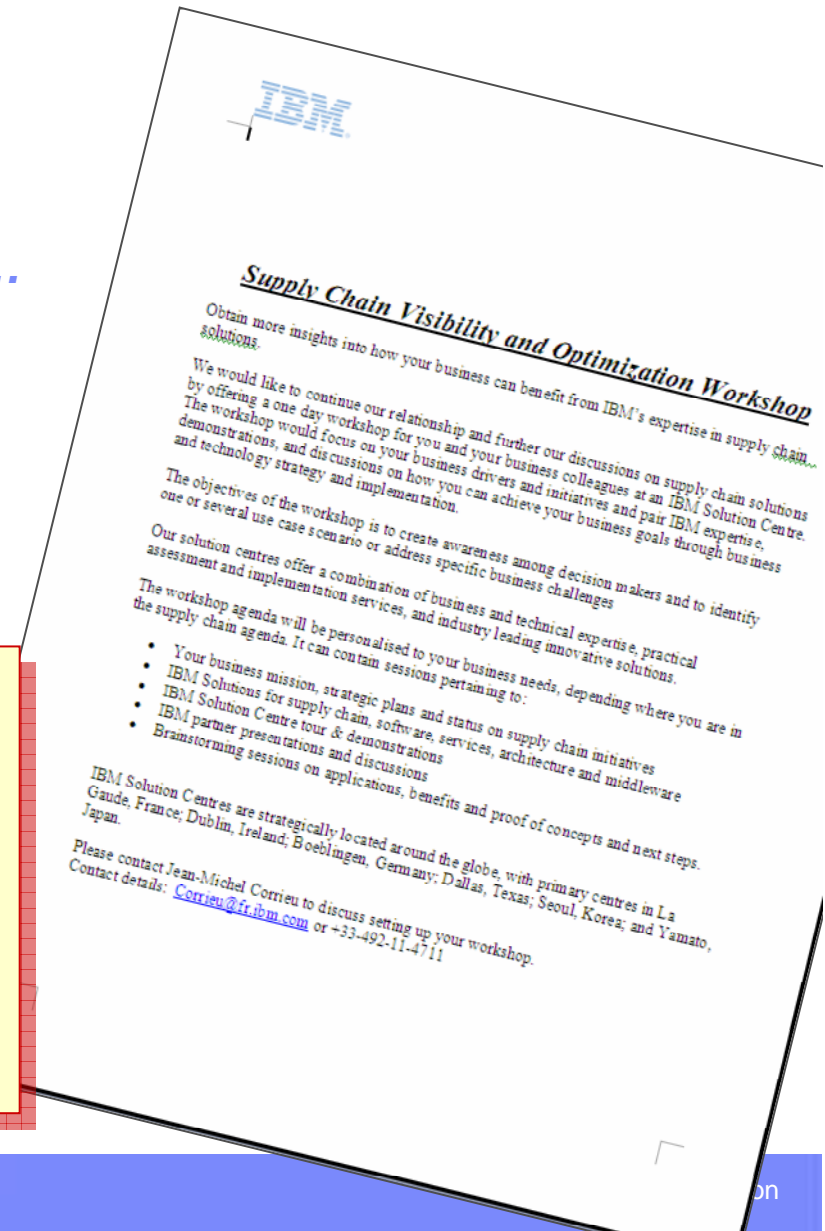 IBM.
..
Supply Chain Visibility and Optimization Workshop
Obtain more insights into how your business can benefit from IBM's expertise in supply chain
solutions.
We would like to continue our relationship and further our discussions on supply chain solutions
by offering a one day workshop for you and your business colleagues at an IBM Solution Centre.
The workshop would focus on your business drivers and initiatives and pair IBM expertise,
demonstrations, and discussions on how you can achieve your business goals through business
and technology strategy and implementation.
The objectives of the workshop is to create awareness among decision makers and to identify
one or several use case scenario or address specific business challenges
Our solution centres offer a combination of business and technical expertise, practical
assessment and implementation services, and industry leading innovative solutions.
The workshop agenda will be personalised to your business needs, depending where you are in
the supply chain agenda. It can contain sessions pertaining to:
• Your business mission, strategic plans and status on supply chain initiatives
• IBM Solutions for supply chain, software, services, architecture and middleware
• IBM Solution Centre tour & demonstrations
• IBM partner presentations and discussions
• Brainstorming sessions on applications, benefits and proof of concepts and next steps.
IBM Solution Centres are strategically located around the globe, with primary centres in La
Gaude, France; Dublin, Ireland; Boeblingen, Germany; Dallas, Texas; Seoul, Korea; and Yamato,
Japan.
Please contact Jean-Michel Corrieu to discuss setting up your workshop.
Contact details: Corrieu@fr.ibm.com or +33-492-11-4711
on